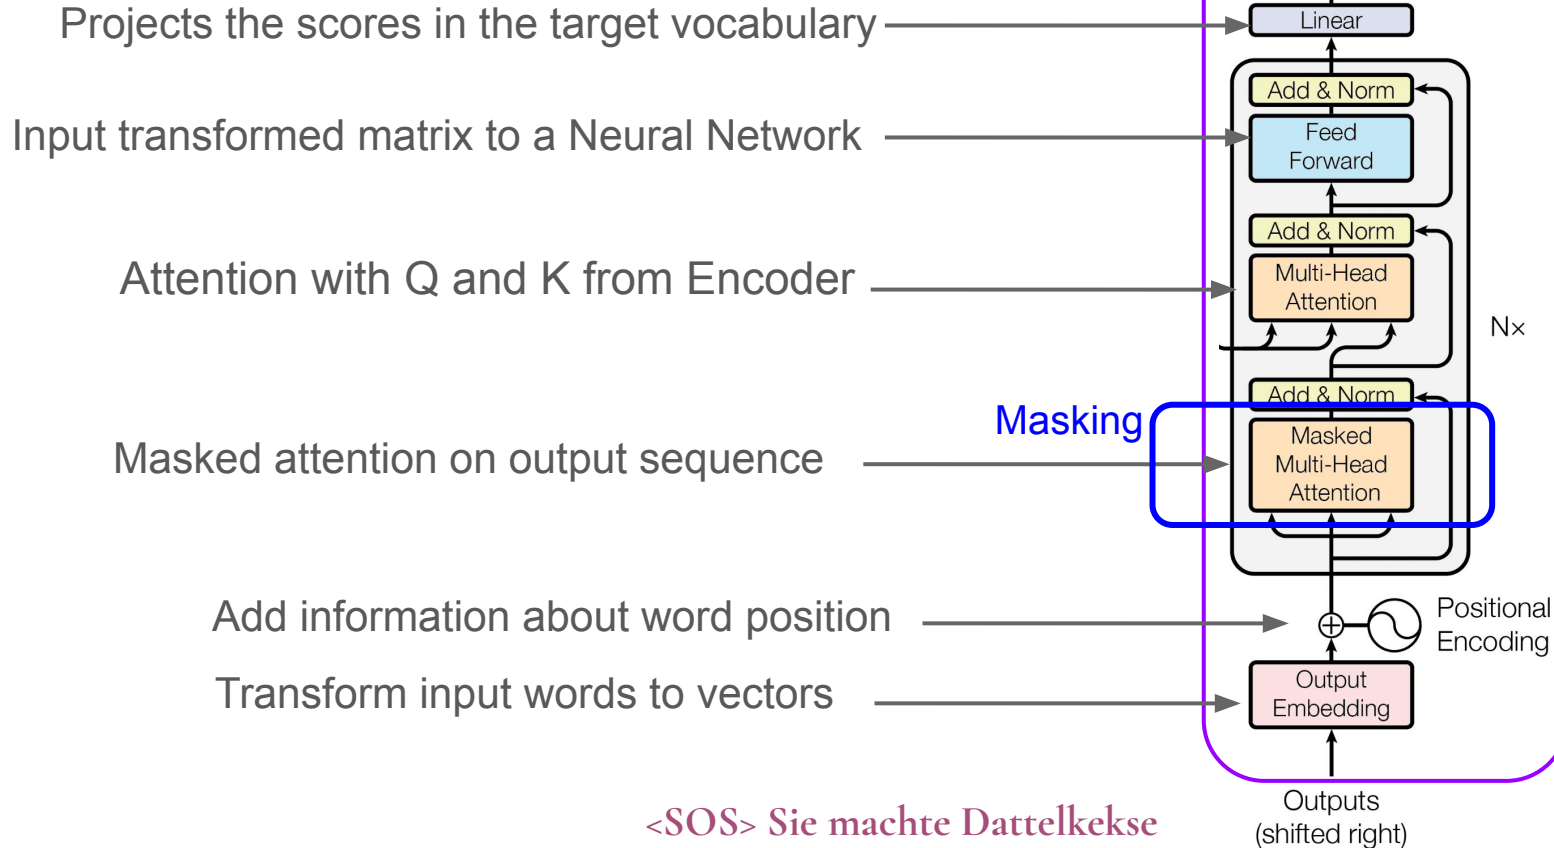 Projects the scores in the target vocabulary
Linear
Add & Norm
Input transformed matrix to a Neural Network
Feed
Forward
Add & Norm
Attention with Q and K from Encoder
Multi-Head
Attention
N×
Add & Norm
Masking
Masked attention on output sequence
Masked
Multi-Head
Attention
Add information about word position
Positional
Encoding
Transform input words to vectors
Output
Embedding
<SOS> Sie machte Dattelkekse
Outputs
(shifted right)